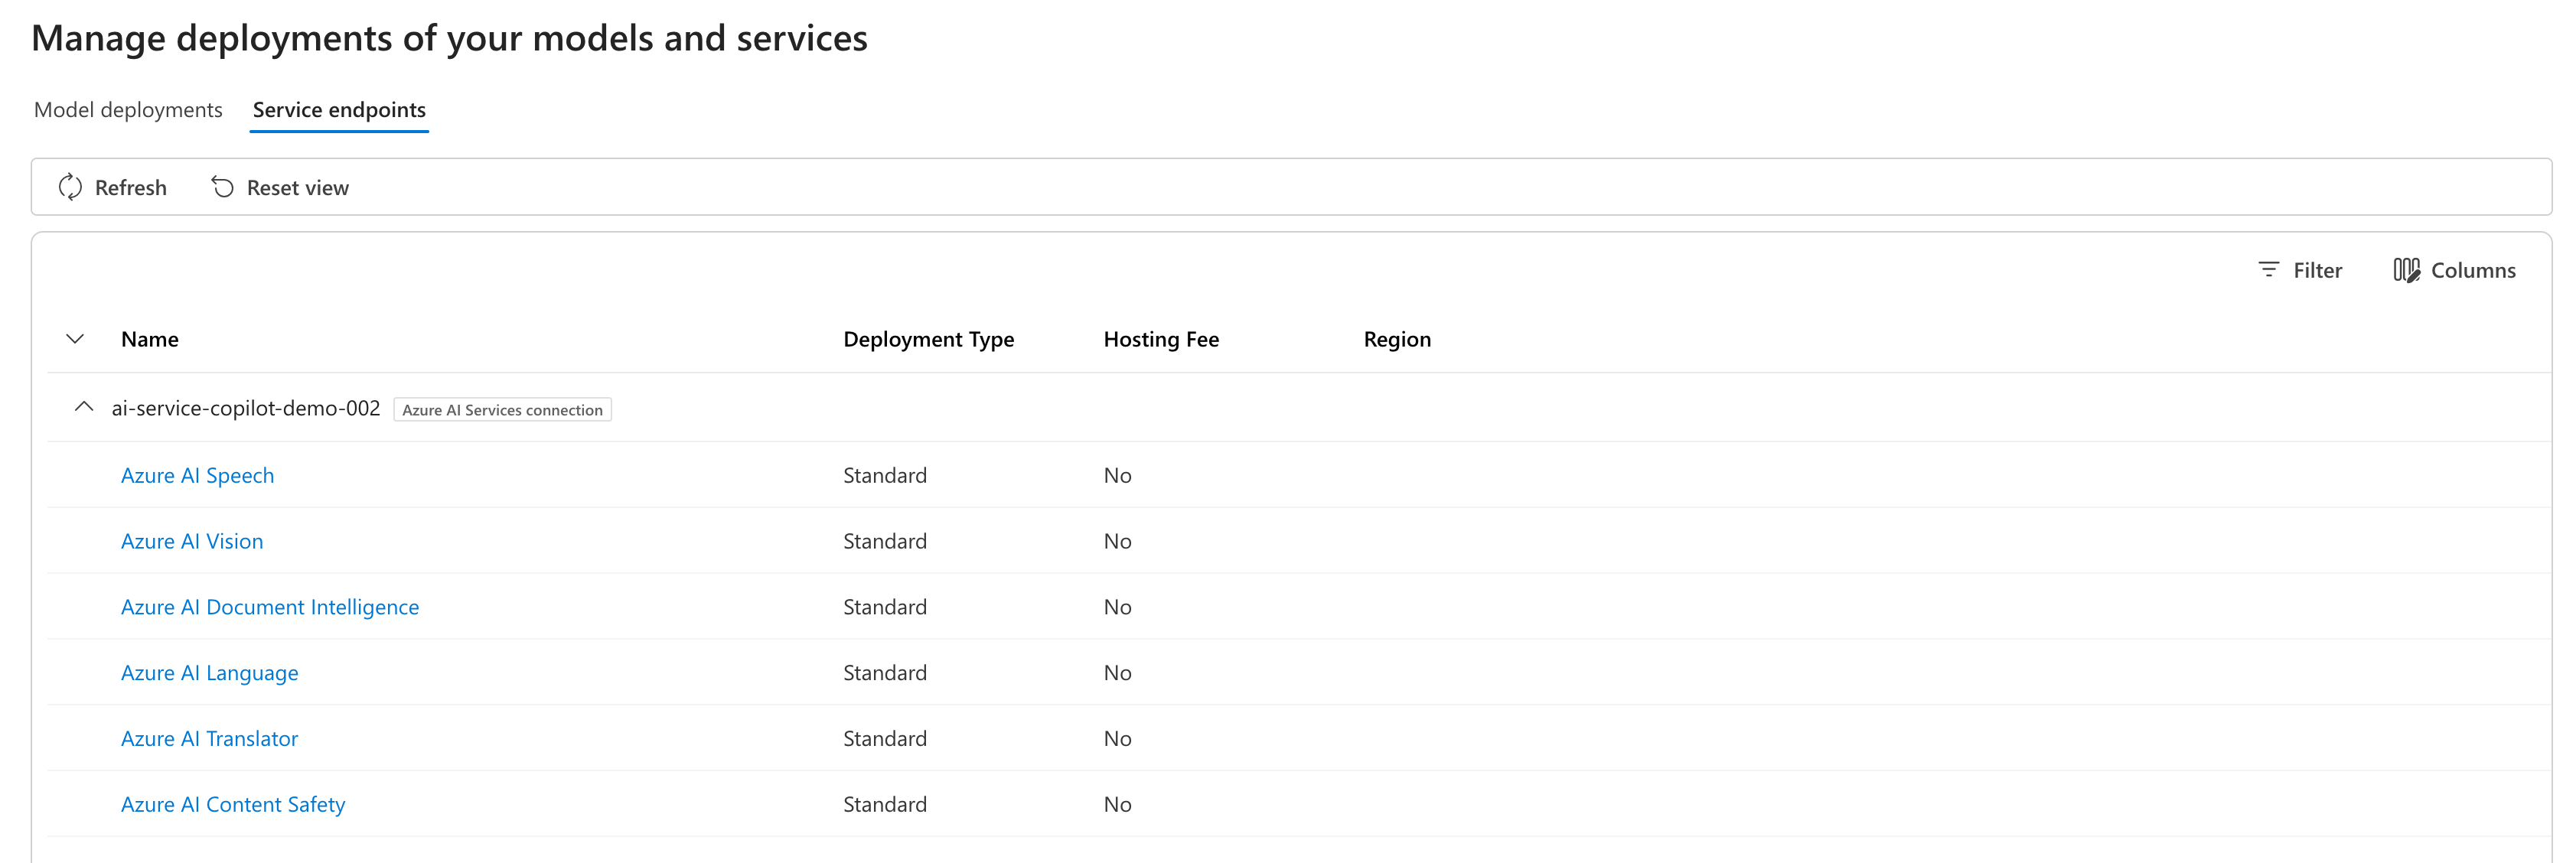 Manage deployments of your models and services
Model deployments Service endpoints
Refresh Reset view
Filter Columns
Name Deployment Type Hosting Fee Region
ai-service-copilot-demo-002 Azure AI Services connection
Azure AI Speech Standard No
Azure AI Vision Standard No
Azure AI Document Intelligence Standard No
Azure AI Language Standard No
Azure AI Translator Standard No
Azure AI Content Safety Standard No